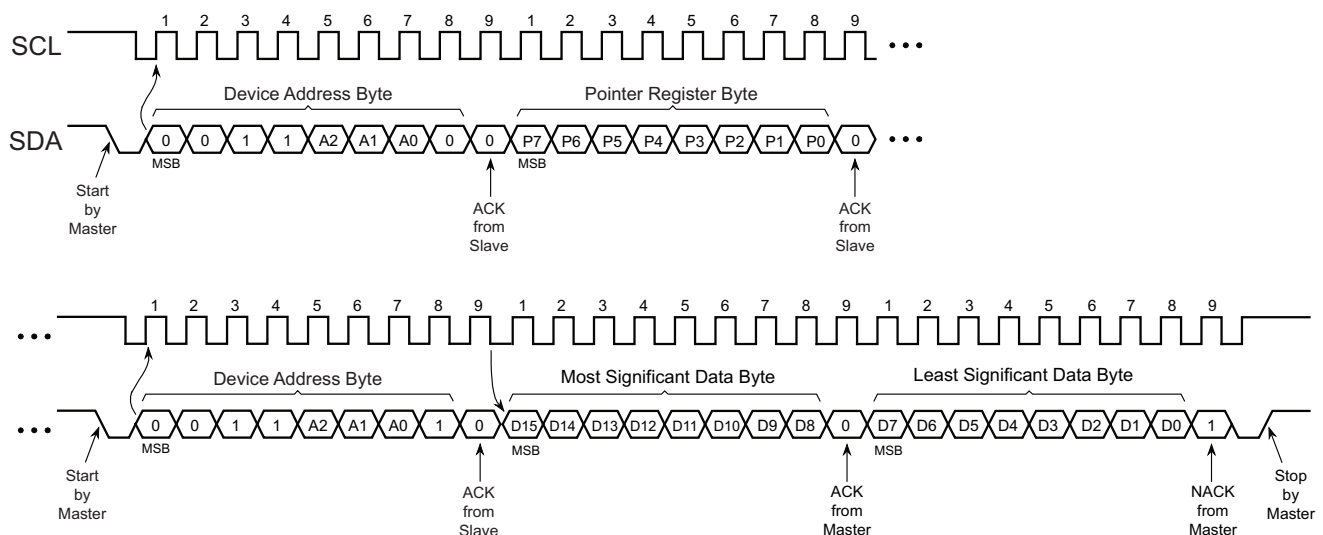 1 2 3 4 5 6 7 8 9 1 2 3 4 5 6 7 8 9
SCL •••
Device Address Byte Pointer Register Byte
SDA 0 0 1 1 A2 A1 A0 0 0 P7 P6 P5 P4 P3 P2 P1 P0 0 •••
MSB MSB
Start
by
Master
ACK
from
Slave
ACK
from
Slave
1 2 3 4 5 6 7 8 9 1 2 3 4 5 6 7 8 9 1 2 3 4 5 6 7 8 9
•••
Device Address Byte Most Significant Data Byte Least Significant Data Byte
••• 0 0 1 1 A2 A1 A0 1 0 D15 D14 D13 D12 D11 D10 D9 D8 0 D7 D6 D5 D4 D3 D2 D1 D0 1
MSB MSB MSB
Start
by
Master
ACK
from
Slave
ACK
from
Master
NACK
from
Master
Stop
by
Master